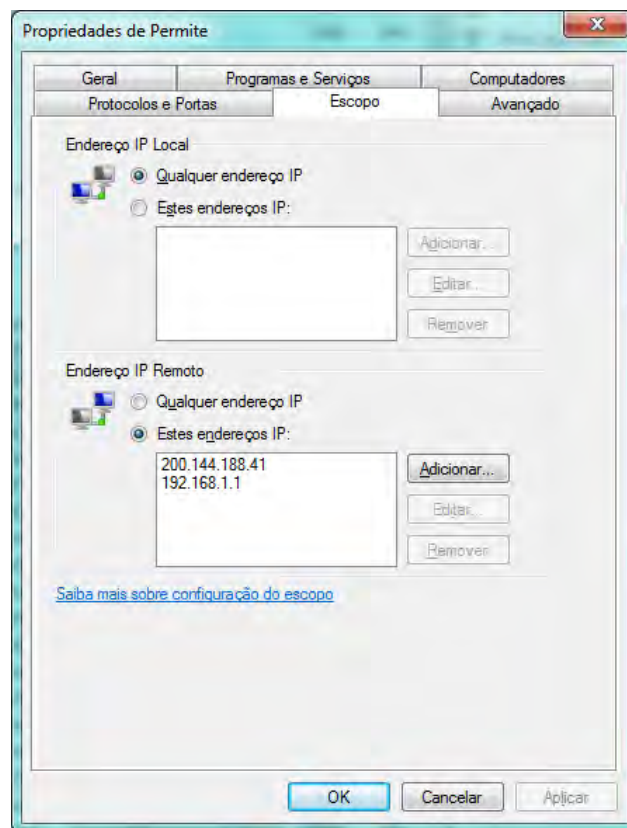 Propriedades de Permite
Geral Programas e Serviços Computadores
Protocolos e Portas Escopo Avançado
Endereço IP Local
Qualquer endereço IP
Estes endereços IP:
Adicionar...
Editar...
Remover
Endereço IP Remoto
Qualquer endereço IP
Estes endereços IP:
200.144.188.41
192.168.1.1
Adicionar...
Editar...
Remover
Saiba mais sobre configuração do escopo
OK Cancelar Aplicar